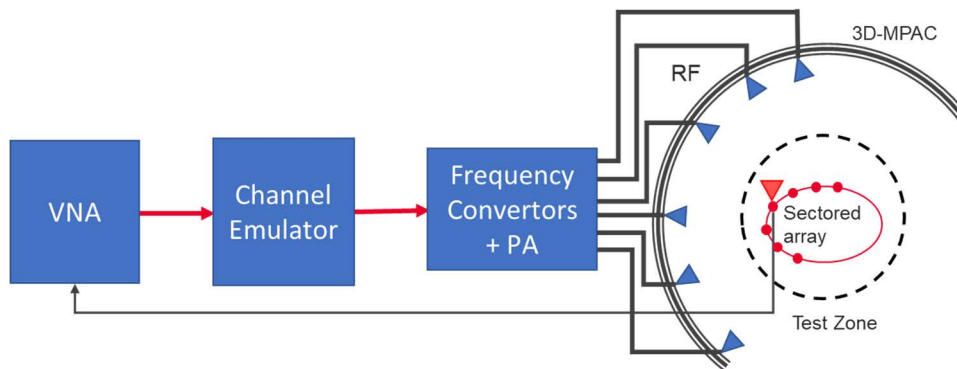 3D-MPAC
RF
VNA
Channel
Emulator
Frequency
Convertors
+ PA
Sectored
array
Test Zone